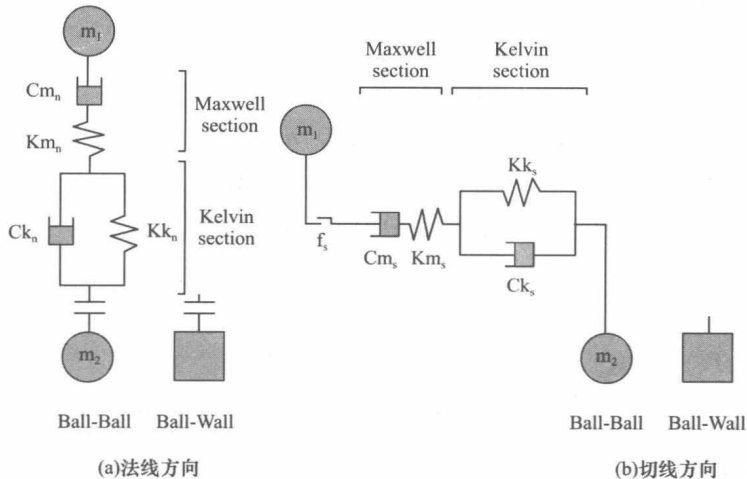 m₁
Cmₙ
Kmₙ
Maxwell
section
Ckₙ
Kkₙ
Kelvin
section
m₂
Ball-Ball
Ball-Wall
(a)法线方向
Maxwell
section
Kelvin
section
m₁
fₛ
Cmₛ
Kmₛ
Kkₛ
Ckₛ
m₂
Ball-Ball
Ball-Wall
(b)切线方向